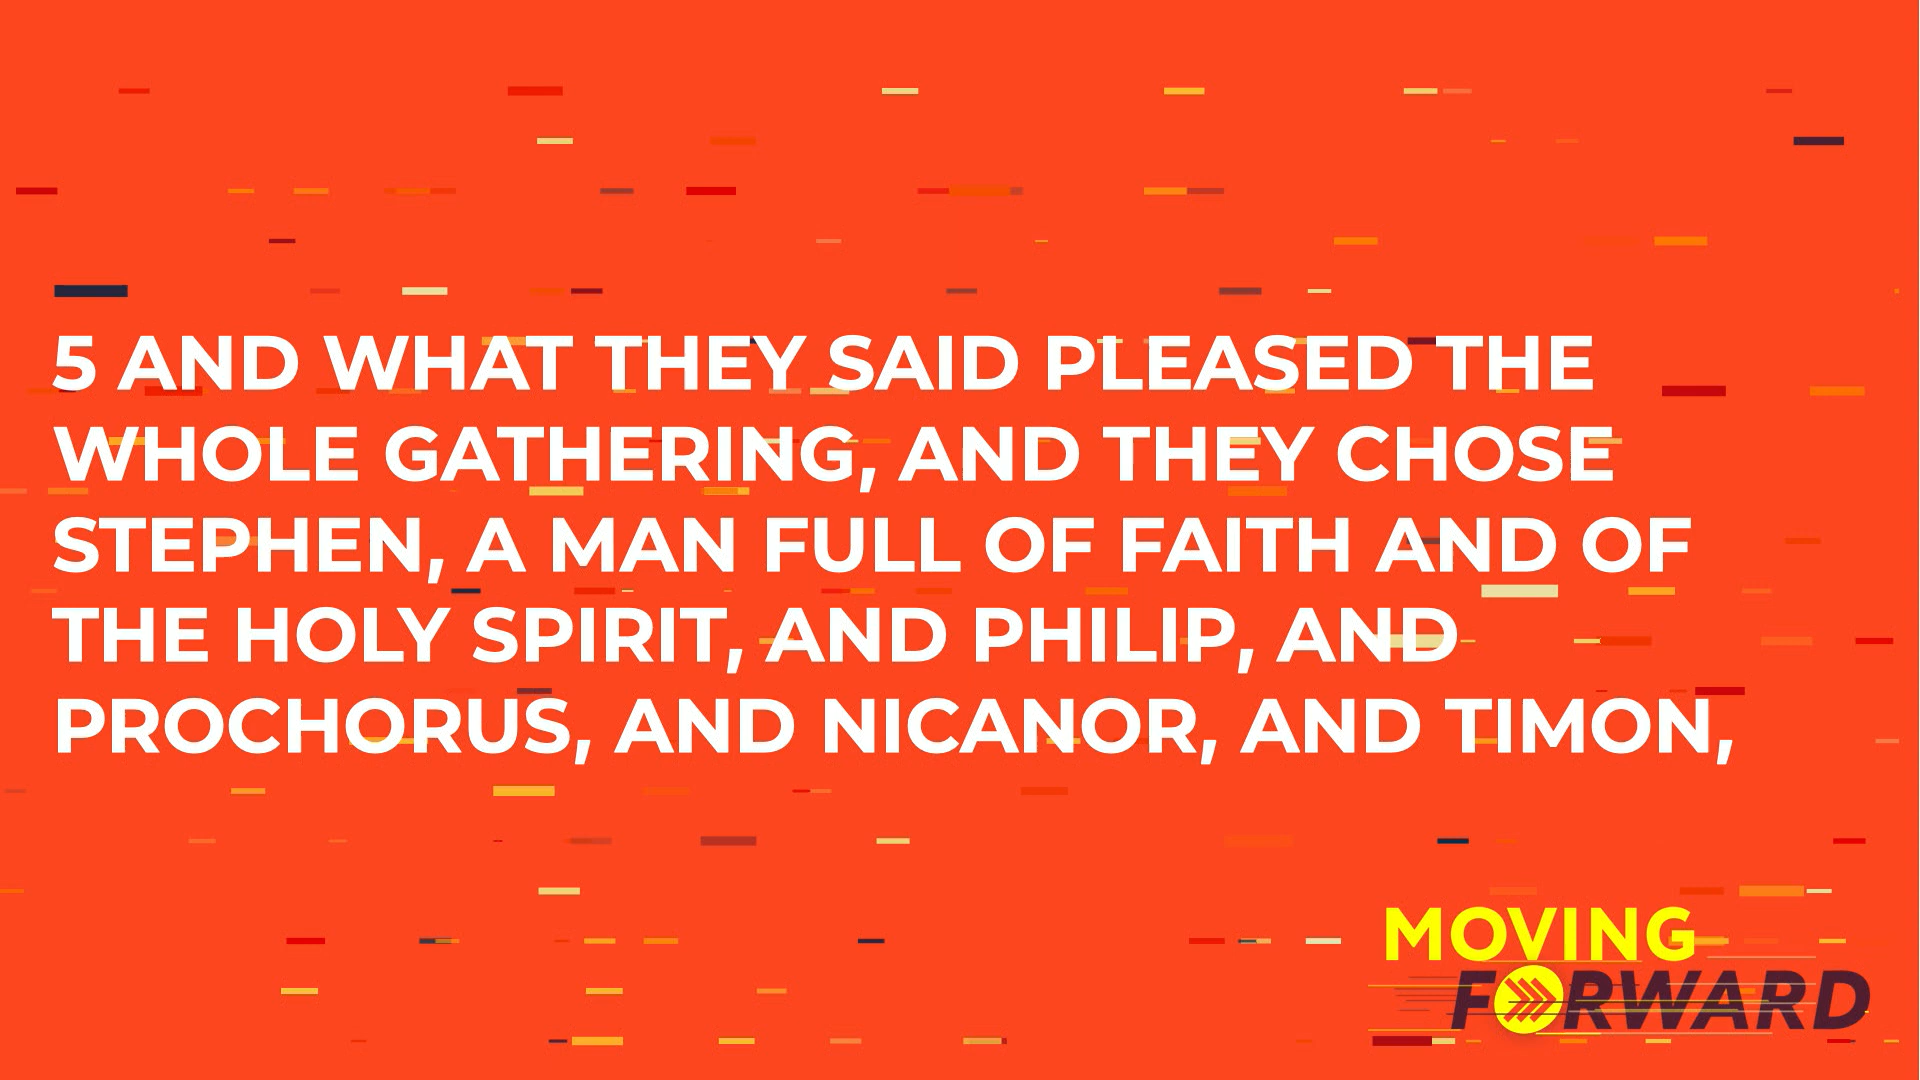 5 AND WHAT THEY SAID PLEASED THE
WHOLE GATHERING, AND THEY CHOSE
STEPHEN, A MAN FULL OF FAITH AND OF
THE HOLY SPIRIT, AND PHILIP, AND
PROCHORUS, AND NICANOR, AND TIMON,
MOVING
FORWARD